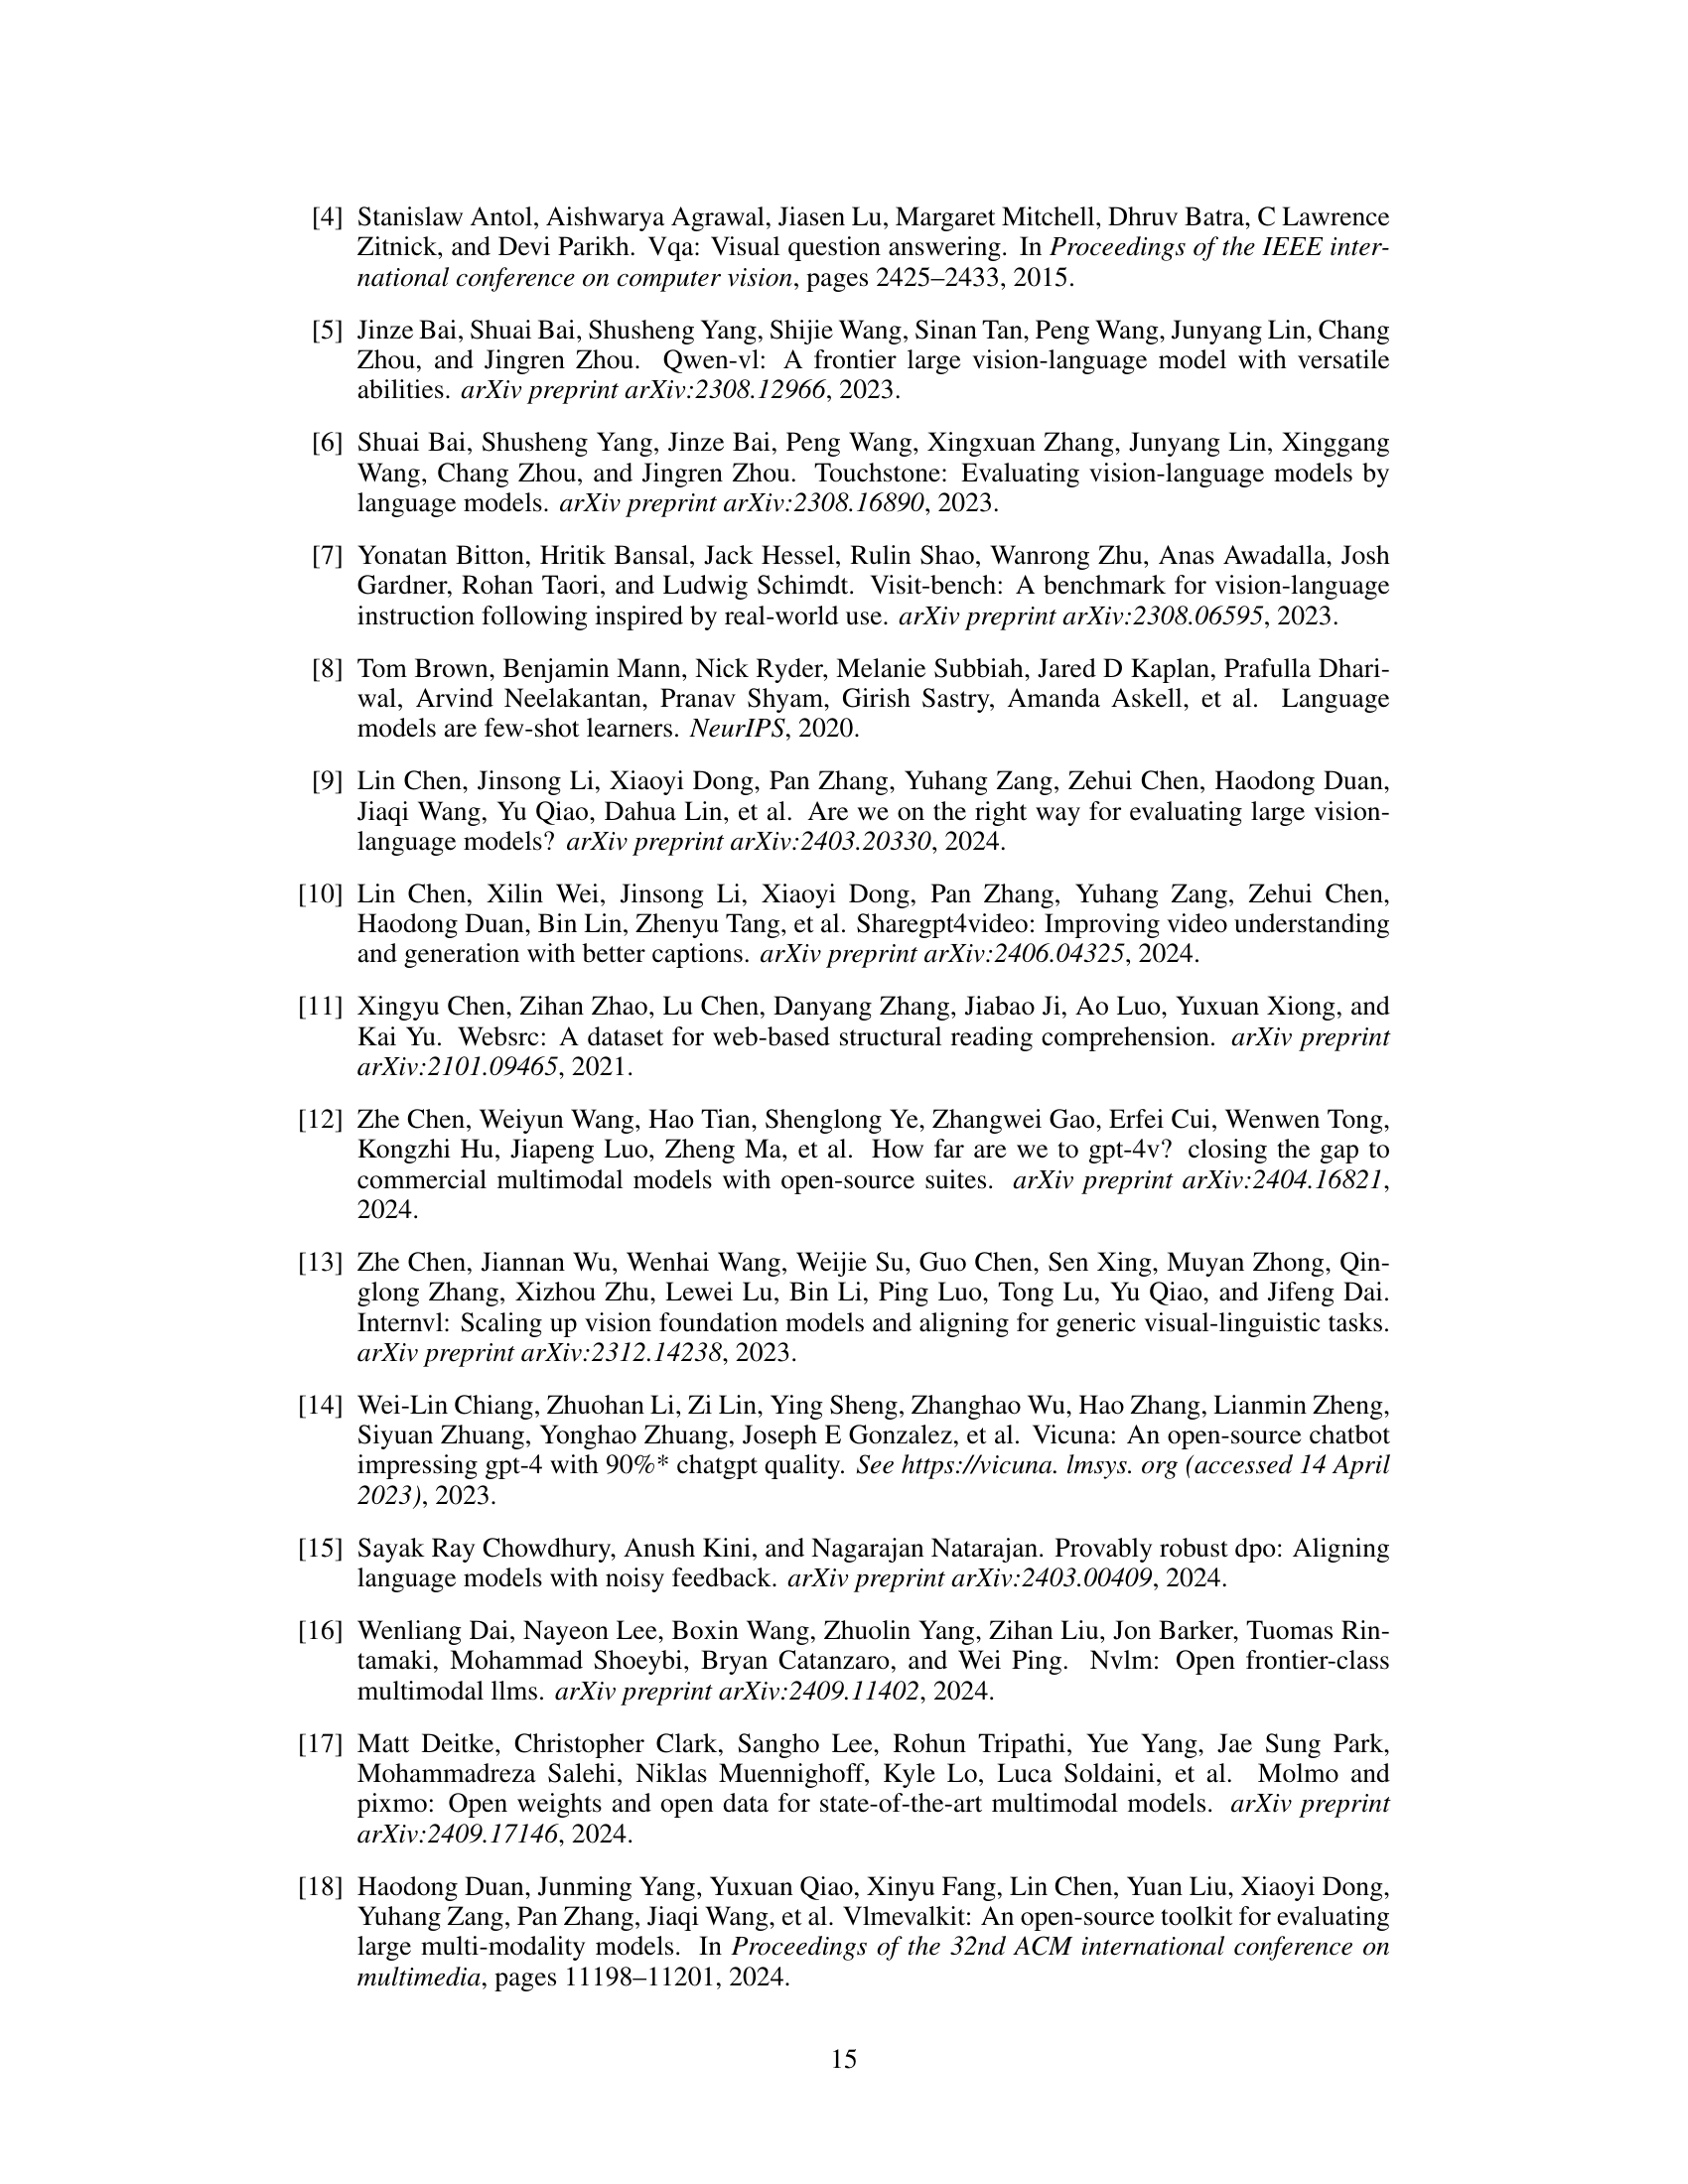 [4] Stanislaw Antol, Aishwarya Agrawal, Jiasen Lu, Margaret Mitchell, Dhruv Batra, C Lawrence
Zitnick, and Devi Parikh. Vqa: Visual question answering. In Proceedings of the IEEE inter-
national conference on computer vision, pages 2425–2433, 2015.
[5] Jinze Bai, Shuai Bai, Shusheng Yang, Shijie Wang, Sinan Tan, Peng Wang, Junyang Lin, Chang
Zhou, and Jingren Zhou. Qwen-vl: A frontier large vision-language model with versatile
abilities. arXiv preprint arXiv:2308.12966, 2023.
[6] Shuai Bai, Shusheng Yang, Jinze Bai, Peng Wang, Xingxuan Zhang, Junyang Lin, Xinggang
Wang, Chang Zhou, and Jingren Zhou. Touchstone: Evaluating vision-language models by
language models. arXiv preprint arXiv:2308.16890, 2023.
[7] Yonatan Bitton, Hritik Bansal, Jack Hessel, Rulin Shao, Wanrong Zhu, Anas Awadalla, Josh
Gardner, Rohan Taori, and Ludwig Schimdt. Visit-bench: A benchmark for vision-language
instruction following inspired by real-world use. arXiv preprint arXiv:2308.06595, 2023.
[8] Tom Brown, Benjamin Mann, Nick Ryder, Melanie Subbiah, Jared D Kaplan, Prafulla Dhari-
wal, Arvind Neelakantan, Pranav Shyam, Girish Sastry, Amanda Askell, et al. Language
models are few-shot learners. NeurIPS, 2020.
[9] Lin Chen, Jinsong Li, Xiaoyi Dong, Pan Zhang, Yuhang Zang, Zehui Chen, Haodong Duan,
Jiaqi Wang, Yu Qiao, Dahua Lin, et al. Are we on the right way for evaluating large vision-
language models? arXiv preprint arXiv:2403.20330, 2024.
[10] Lin Chen, Xilin Wei, Jinsong Li, Xiaoyi Dong, Pan Zhang, Yuhang Zang, Zehui Chen,
Haodong Duan, Bin Lin, Zhenyu Tang, et al. Sharegpt4video: Improving video understanding
and generation with better captions. arXiv preprint arXiv:2406.04325, 2024.
[11] Xingyu Chen, Zihan Zhao, Lu Chen, Danyang Zhang, Jiabao Ji, Ao Luo, Yuxuan Xiong, and
Kai Yu. Websrc: A dataset for web-based structural reading comprehension. arXiv preprint
arXiv:2101.09465, 2021.
[12] Zhe Chen, Weiyun Wang, Hao Tian, Shenglong Ye, Zhangwei Gao, Erfei Cui, Wenwen Tong,
Kongzhi Hu, Jiapeng Luo, Zheng Ma, et al. How far are we to gpt-4v? closing the gap to
commercial multimodal models with open-source suites. arXiv preprint arXiv:2404.16821,
2024.
[13] Zhe Chen, Jiannan Wu, Wenhai Wang, Weijie Su, Guo Chen, Sen Xing, Muyan Zhong, Qin-
glong Zhang, Xizhou Zhu, Lewei Lu, Bin Li, Ping Luo, Tong Lu, Yu Qiao, and Jifeng Dai.
Internvl: Scaling up vision foundation models and aligning for generic visual-linguistic tasks.
arXiv preprint arXiv:2312.14238, 2023.
[14] Wei-Lin Chiang, Zhuohan Li, Zi Lin, Ying Sheng, Zhanghao Wu, Hao Zhang, Lianmin Zheng,
Siyuan Zhuang, Yonghao Zhuang, Joseph E Gonzalez, et al. Vicuna: An open-source chatbot
impressing gpt-4 with 90%* chatgpt quality. See https://vicuna. lmsys. org (accessed 14 April
2023), 2023.
[15] Sayak Ray Chowdhury, Anush Kini, and Nagarajan Natarajan. Provably robust dpo: Aligning
language models with noisy feedback. arXiv preprint arXiv:2403.00409, 2024.
[16] Wenliang Dai, Nayeon Lee, Boxin Wang, Zhuolin Yang, Zihan Liu, Jon Barker, Tuomas Rin-
tamaki, Mohammad Shoeybi, Bryan Catanzaro, and Wei Ping. Nvlm: Open frontier-class
multimodal llms. arXiv preprint arXiv:2409.11402, 2024.
[17] Matt Deitke, Christopher Clark, Sangho Lee, Rohun Tripathi, Yue Yang, Jae Sung Park,
Mohammadreza Salehi, Niklas Muennighoff, Kyle Lo, Luca Soldaini, et al. Molmo and
pixmo: Open weights and open data for state-of-the-art multimodal models. arXiv preprint
arXiv:2409.17146, 2024.
[18] Haodong Duan, Junming Yang, Yuxuan Qiao, Xinyu Fang, Lin Chen, Yuan Liu, Xiaoyi Dong,
Yuhang Zang, Pan Zhang, Jiaqi Wang, et al. Vlmevalkit: An open-source toolkit for evaluating
large multi-modality models. In Proceedings of the 32nd ACM international conference on
multimedia, pages 11198–11201, 2024.
15